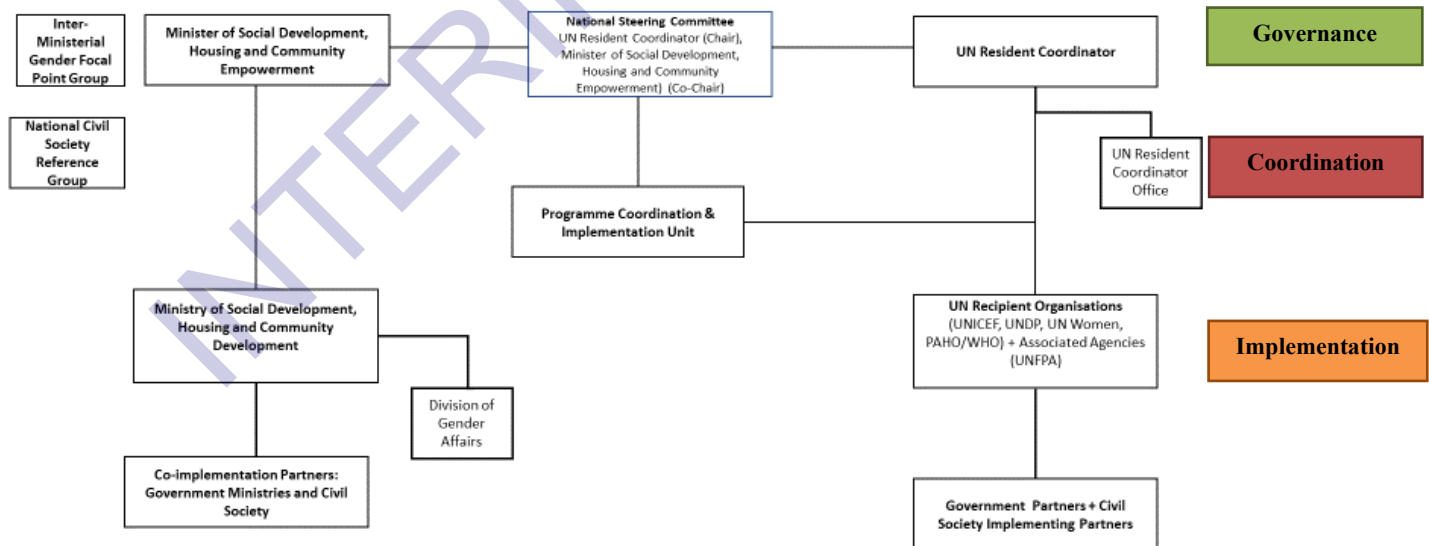 Inter-
Ministerial
Gender Focal
Point Group
Minister of Social Development,
Housing and Community
Empowerment
National Steering Committee
UN Resident Coordinator (Chair),
Minister of Social Development,
Housing and Community
Empowerment) (Co-Chair)
UN Resident Coordinator
Governance
National Civil
Society
Reference
Group
UN Resident
Coordinator
Office
Coordination
Programme Coordination &
Implementation Unit
Ministry of Social Development,
Housing and Community
Development
UN Recipient Organisations
(UNICEF, UNDP, UN Women,
PAHO/WHO) + Associated Agencies
(UNFPA)
Implementation
Division of
Gender
Affairs
Co-implementation Partners:
Government Ministries and Civil
Society
Government Partners + Civil
Society Implementing Partners